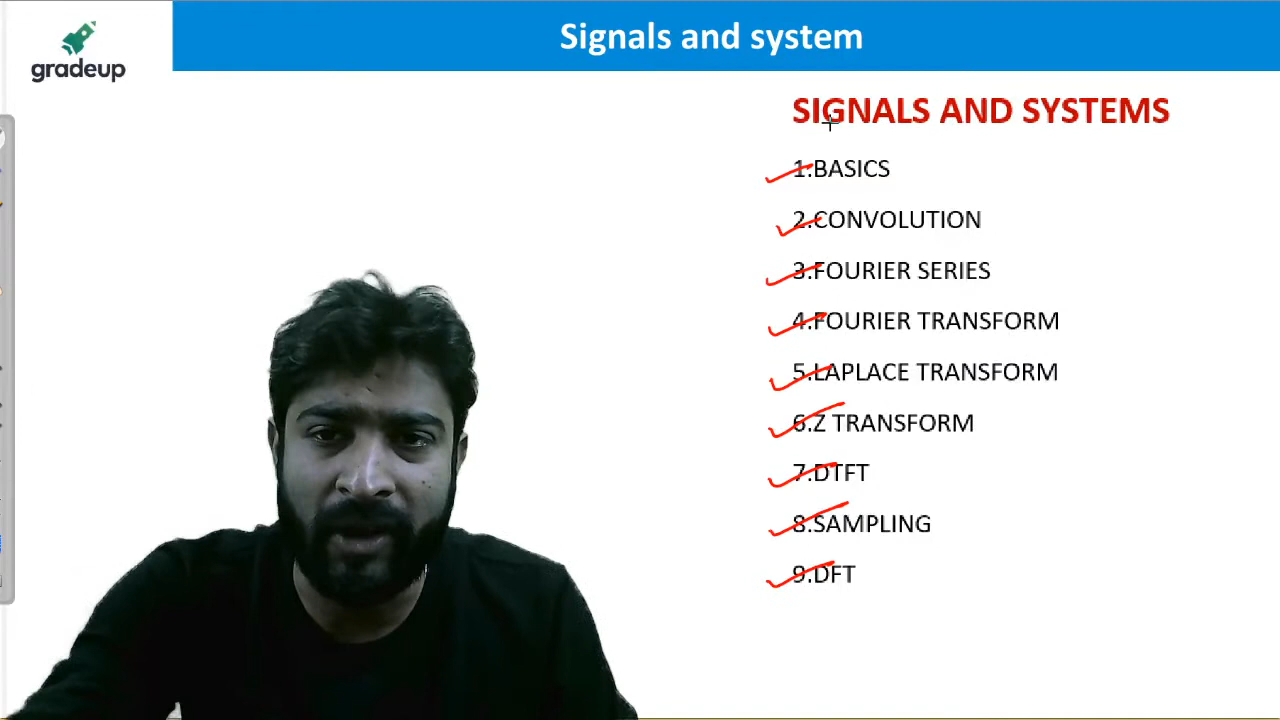 gradeup
Signals and system
SIGNALS AND SYSTEMS
1.BASICS
2.CONVOLUTION
3.FOURIER SERIES
4.FOURIER TRANSFORM
5.LAPLACE TRANSFORM
6.Z TRANSFORM
7.DTFT
8.SAMPLING
9.DFT